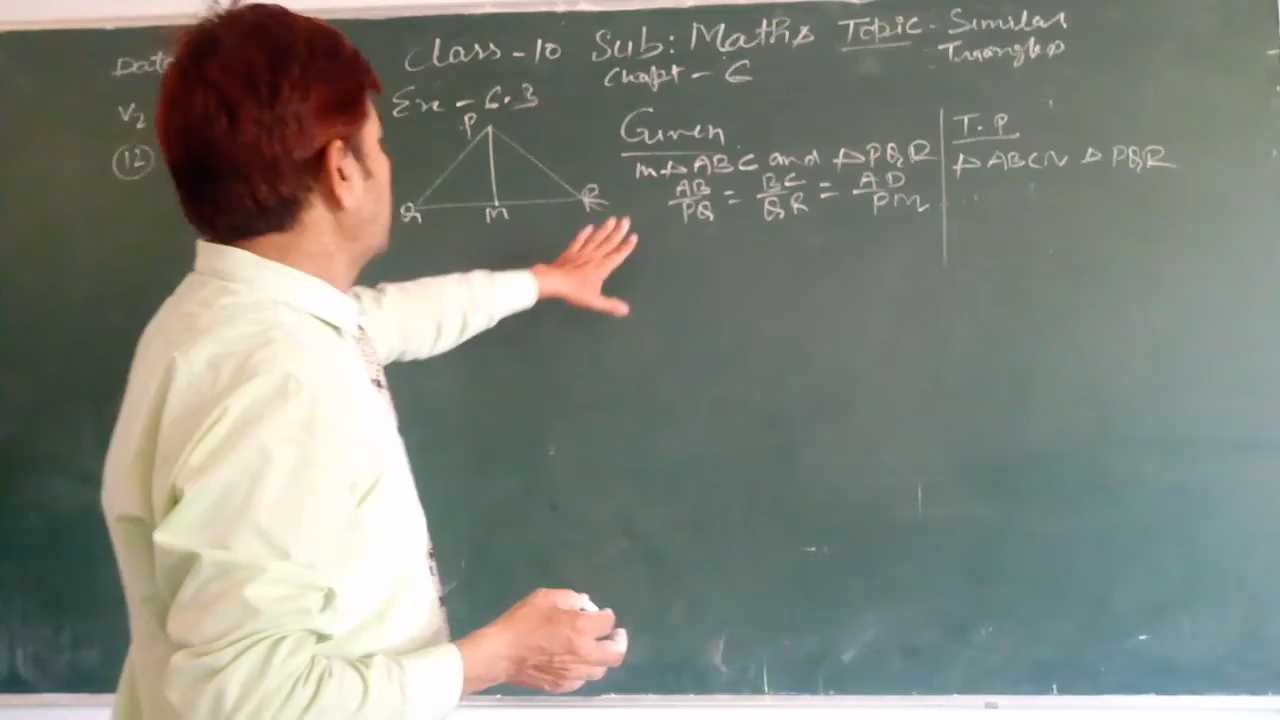 Date
V2
12
Class-10 Sub: Maths Topic - Similar
Triangles
Chapt - 6
Ex - 6.3
P
Q M R
Given
In △ABC and △PQR
AB/PQ = BC/QR = AD/PM
T.P
△ABC ~ △PQR